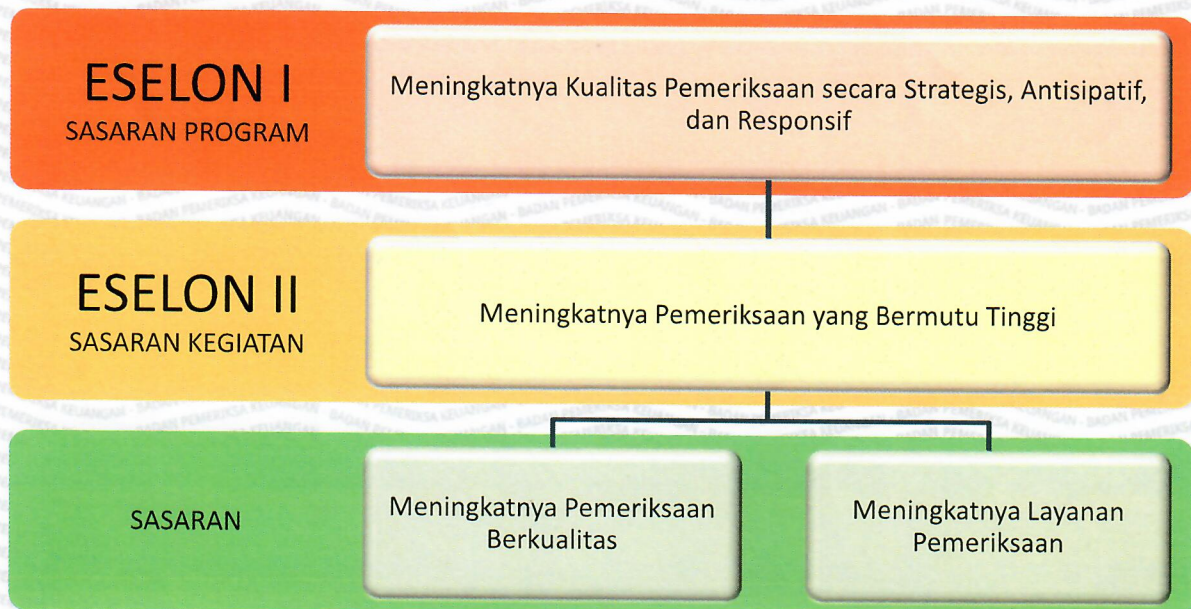 ESELON I
SASARAN PROGRAM
Meningkatnya Kualitas Pemeriksaan secara Strategis, Antisipatif,
dan Responsif
ESELON II
SASARAN KEGIATAN
Meningkatnya Pemeriksaan yang Bermutu Tinggi
SASARAN
Meningkatnya Pemeriksaan
Berkualitas
Meningkatnya Layanan
Pemeriksaan